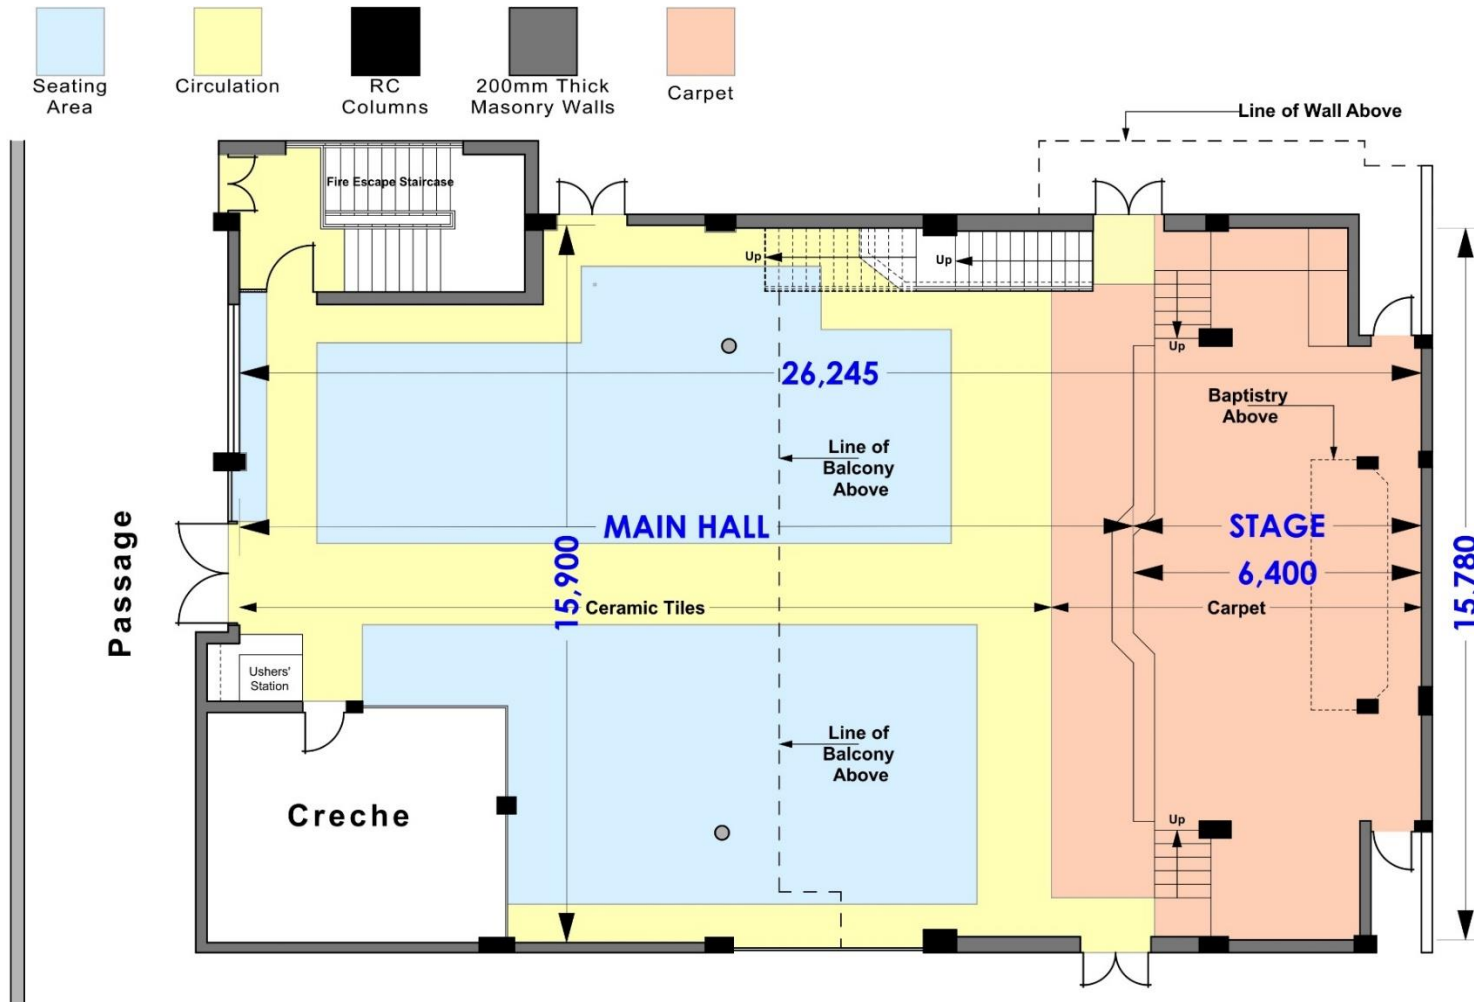 Seating
Area
Circulation
RC
Columns
200mm Thick
Masonry Walls
Carpet
Line of Wall Above
Fire Escape Staircase
Up
Up
Up
26,245
Baptistry
Above
Line of
Balcony
Above
Passage
MAIN HALL
STAGE
15,900
6,400
15,780
Ceramic Tiles
Carpet
Ushers'
Station
Line of
Balcony
Above
Creche
Up